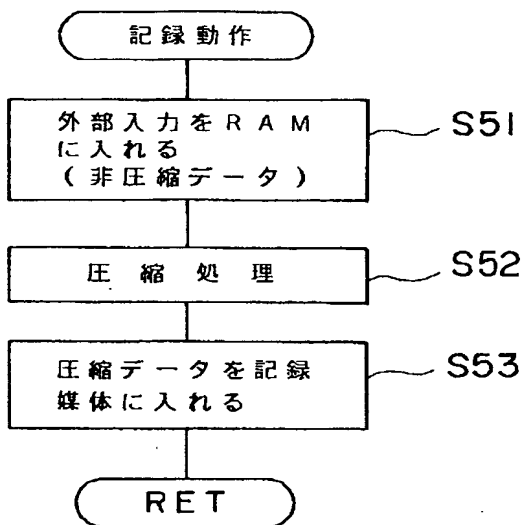 記録動作
外部入力をRAM
に入れる
(非圧縮データ)
S51
圧縮処理
S52
圧縮データを記録
媒体に入れる
S53
RET